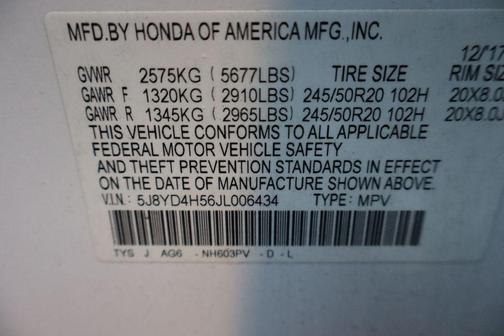 MFD.BY HONDA OF AMERICA MFG.,INC.
12/17
GVWR 2575KG (5677LBS) TIRE SIZE RIM SIZ
GAWR F 1320KG (2910LBS) 245/50R20 102H 20X8.0J
GAWR R 1345KG (2965LBS) 245/50R20 102H 20X8.0J
THIS VEHICLE CONFORMS TO ALL APPLICABLE
FEDERAL MOTOR VEHICLE SAFETY
AND THEFT PREVENTION STANDARDS IN EFFECT
ON THE DATE OF MANUFACTURE SHOWN ABOVE.
V.I.N.: 5J8YD4H56JL006434 TYPE: MPV
TYS J AG6 -NH603PV -D-L